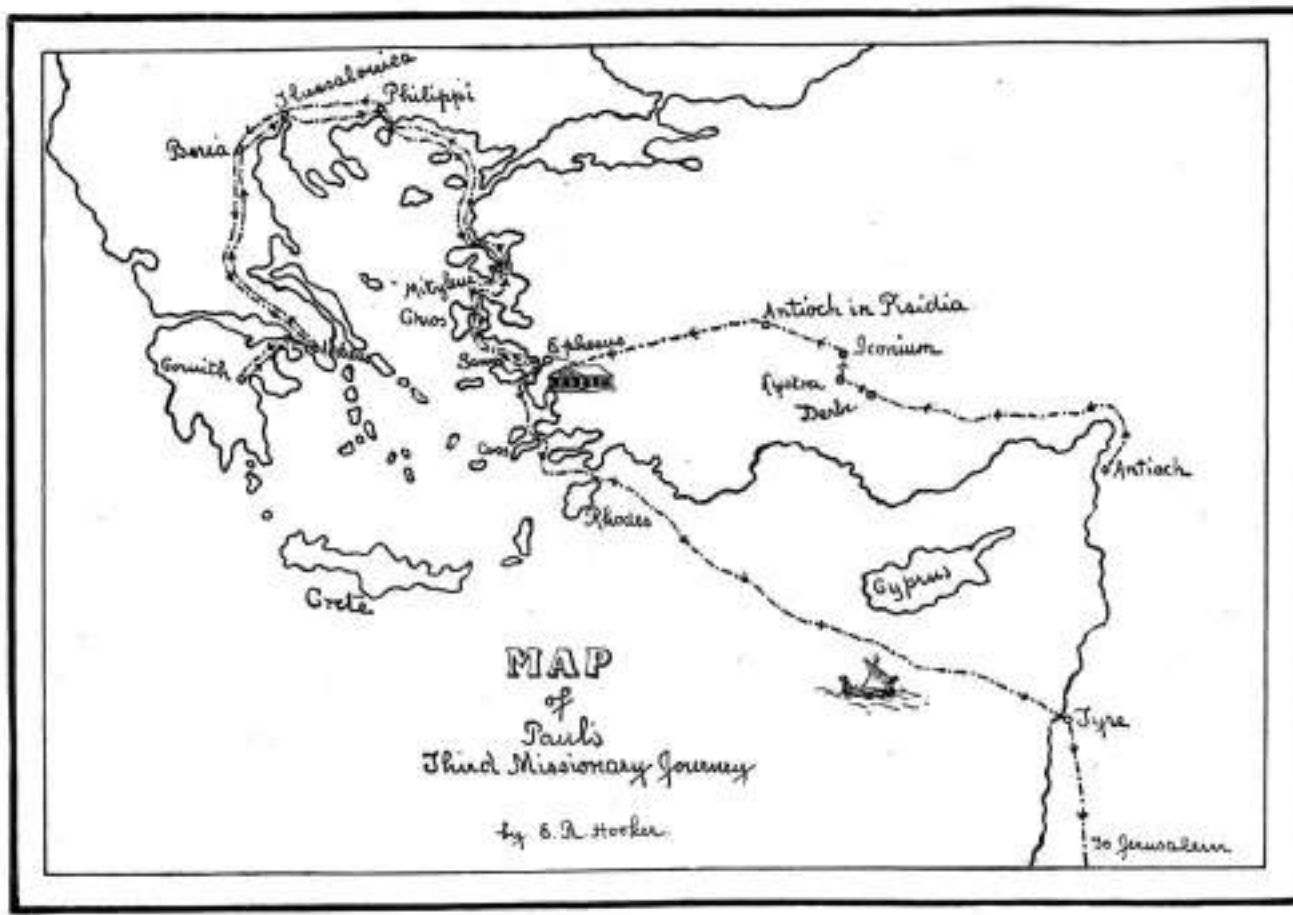 Thessalonica
Philippi
Beria
Mitylene
Chios
Samos
Ephesus
Antioch in Pisidia
Iconium
Lystra
Derbe
Corinth
Coos
Antioch
Rhodes
Cyprus
Crete
MAP
of
Paul's
Third Missionary Journey
Tyre
by E. R. Hooker.
To Jerusalem